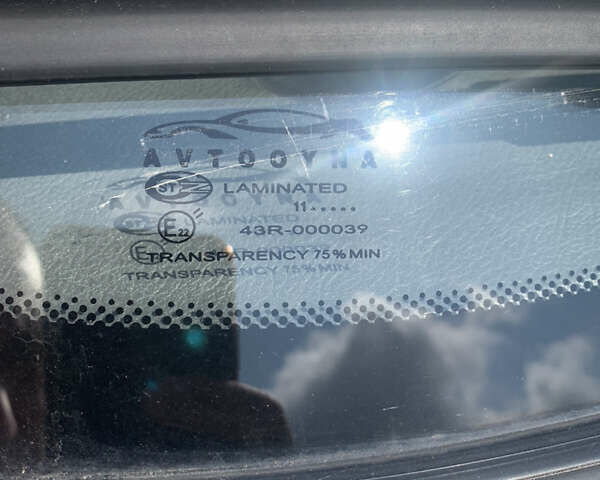 AVTOOYNA
LAMINATED
11.....
E22
43R-000039
TRANSPARENCY 75% MIN